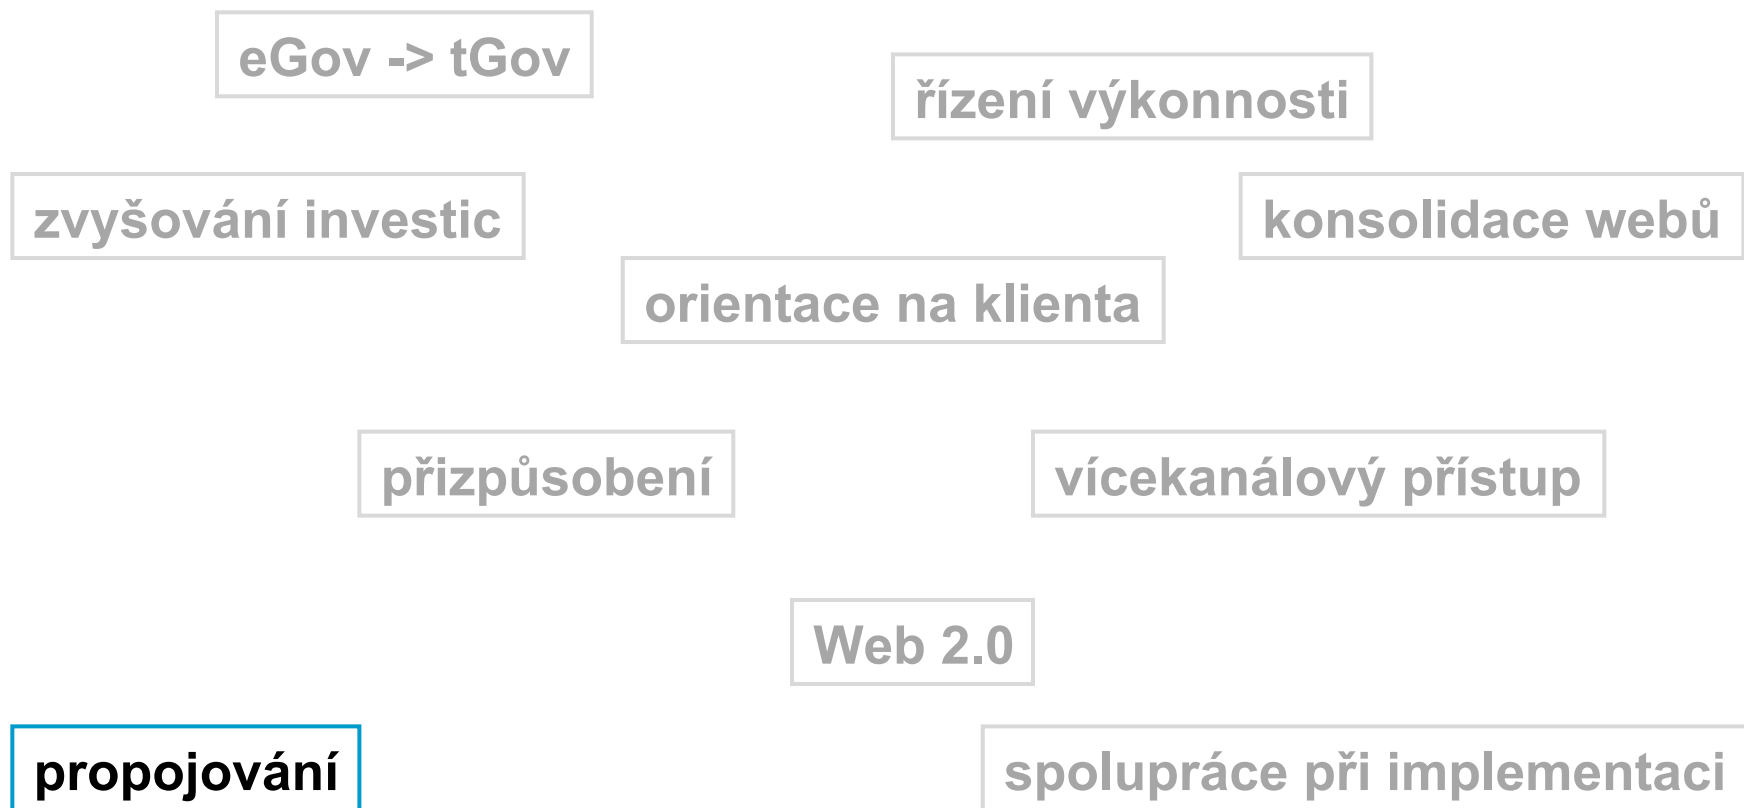 eGov -> tGov
řízení výkonnosti
zvyšování investic
konsolidace webů
orientace na klienta
přizpůsobení
vícekanálový přístup
Web 2.0
propojování
spolupráce při implementaci